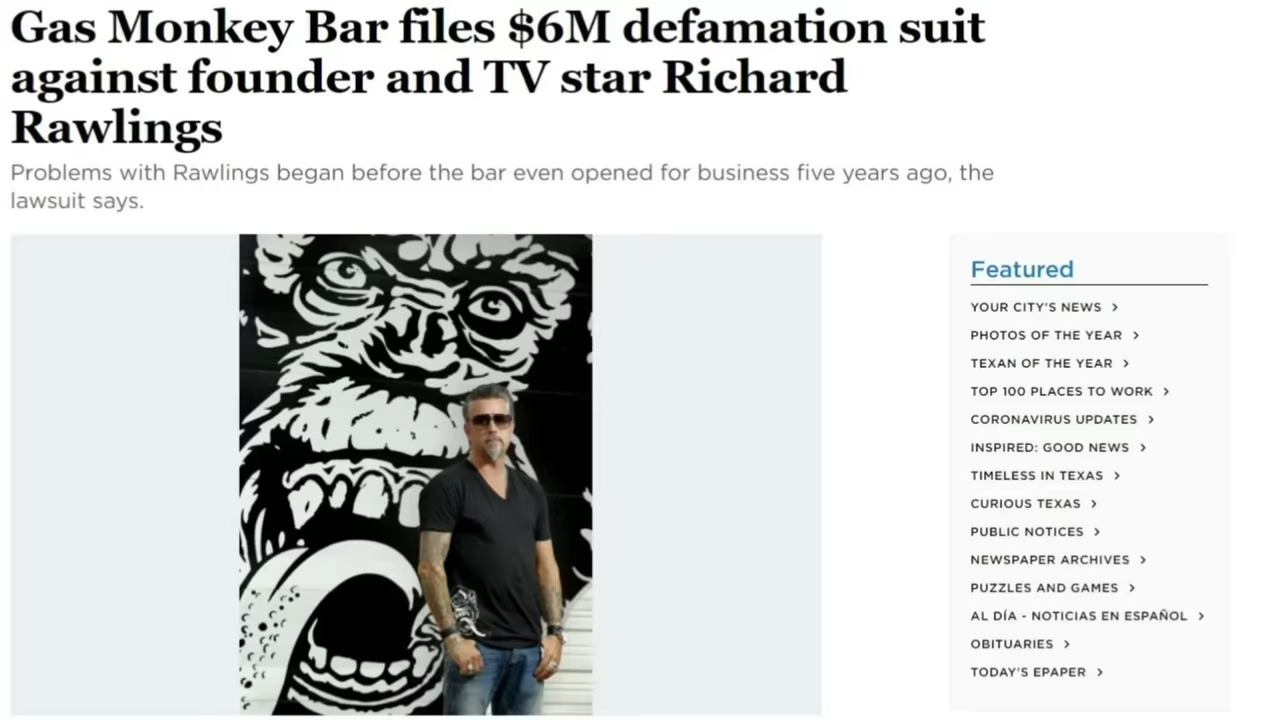 Gas Monkey Bar files $6M defamation suit
against founder and TV star Richard
Rawlings
Problems with Rawlings began before the bar even opened for business five years ago, the
lawsuit says.
Featured
YOUR CITY'S NEWS >
PHOTOS OF THE YEAR >
TEXAN OF THE YEAR >
TOP 100 PLACES TO WORK >
CORONAVIRUS UPDATES >
INSPIRED: GOOD NEWS >
TIMELESS IN TEXAS >
CURIOUS TEXAS >
PUBLIC NOTICES >
NEWSPAPER ARCHIVES >
PUZZLES AND GAMES >
AL DÍA - NOTICIAS EN ESPAÑOL >
OBITUARIES >
TODAY'S EPAPER >